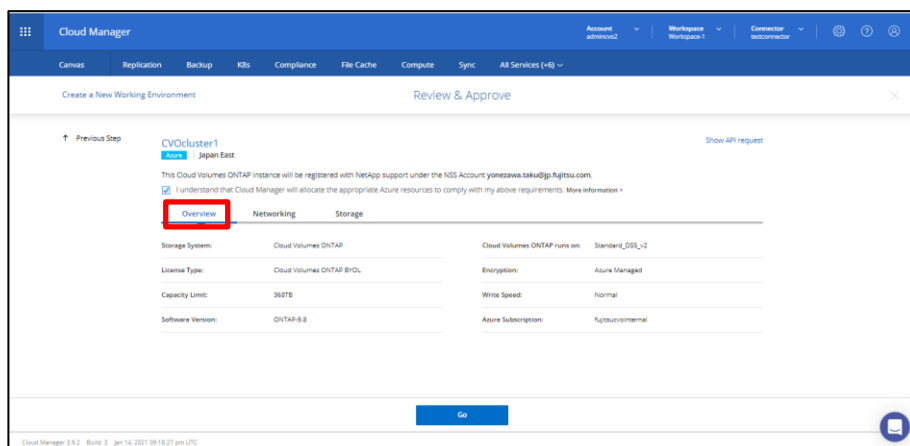 Cloud Manager
Account
admincvo2
Workspace
Workspace-1
Connector
testconnector
Canvas Replication Backup K8s Compliance File Cache Compute Sync All Services (+6)
Create a New Working Environment
Review & Approve
↑ Previous Step
CVOcluster1
Show API request
Azure Japan East
This Cloud Volumes ONTAP instance will be registered with NetApp support under the NSS Account yonezawa.taku@jp.fujitsu.com.
I understand that Cloud Manager will allocate the appropriate Azure resources to comply with my above requirements. More information >
Overview Networking Storage
Storage System: Cloud Volumes ONTAP Cloud Volumes ONTAP runs on: Standard_DS5_v2
License Type: Cloud Volumes ONTAP BYOL Encryption: Azure Managed
Capacity Limit: 368TB Write Speed: Normal
Software Version: ONTAP-9.8 Azure Subscription: fujitsucvointernal
Go
Cloud Manager 3.9.2 Build: 3 Jan 14, 2021 09:18:27 pm UTC